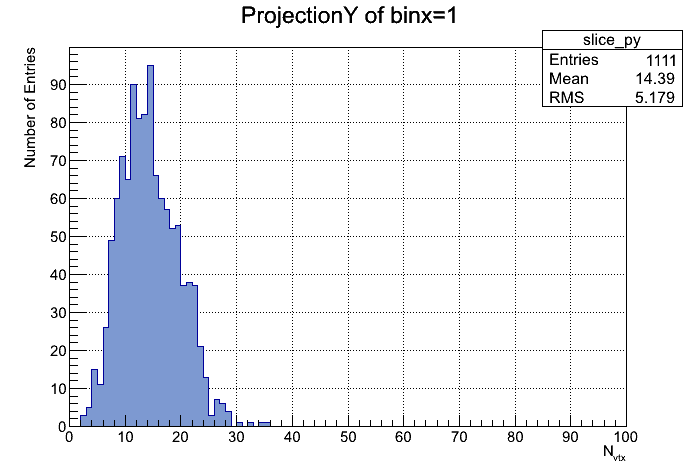 ProjectionY of binx=1
slice_py
Entries 1111
Mean 14.39
RMS 5.179
Number of Entries
90
80
70
60
50
40
30
20
10
0
0 10 20 30 40 50 60 70 80 90 100
N_vtx